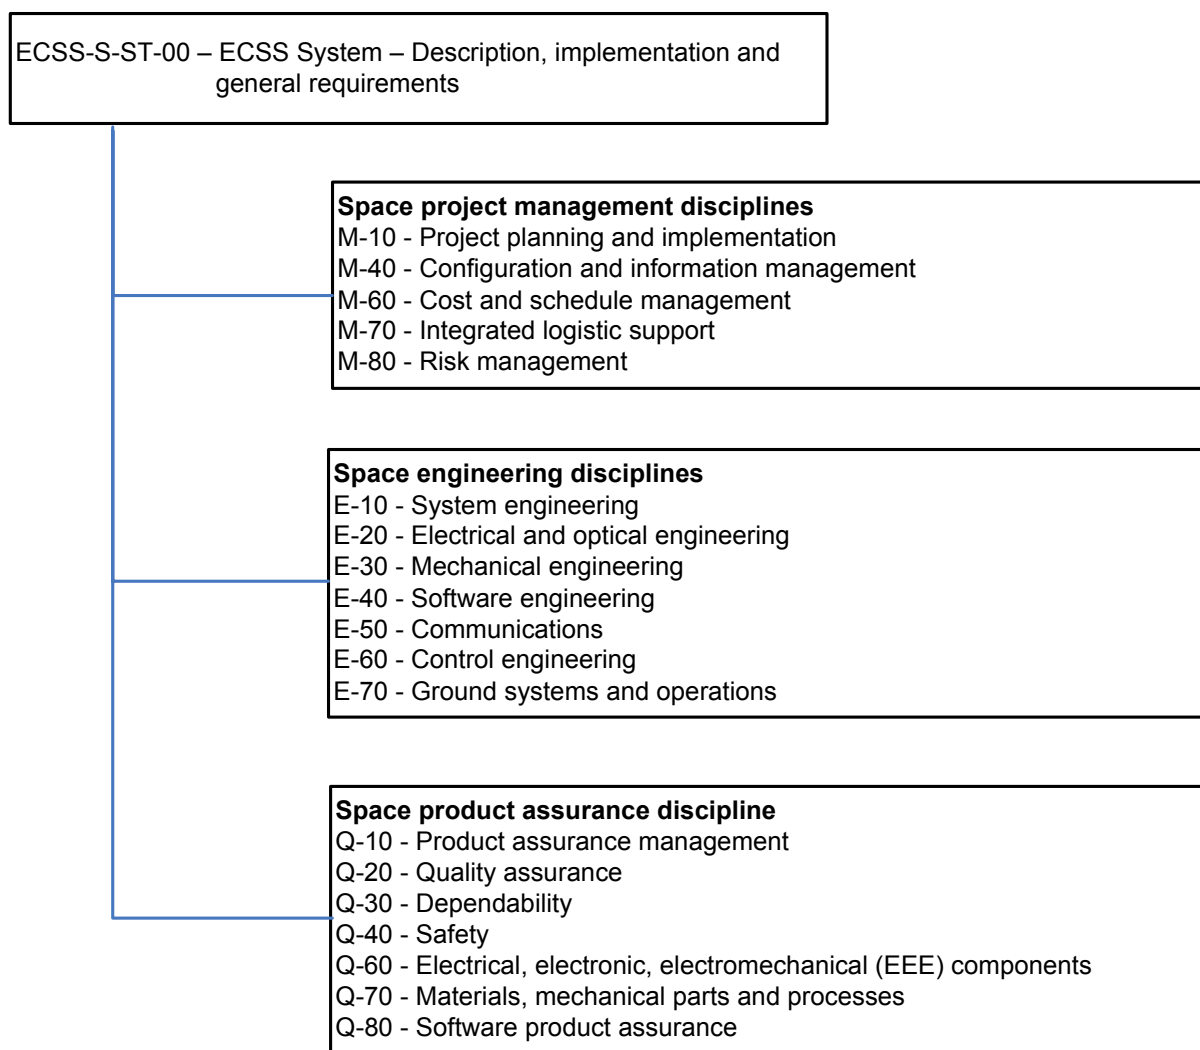 ECSS-S-ST-00 – ECSS System – Description, implementation and
general requirements
Space project management disciplines
M-10 - Project planning and implementation
M-40 - Configuration and information management
M-60 - Cost and schedule management
M-70 - Integrated logistic support
M-80 - Risk management
Space engineering disciplines
E-10 - System engineering
E-20 - Electrical and optical engineering
E-30 - Mechanical engineering
E-40 - Software engineering
E-50 - Communications
E-60 - Control engineering
E-70 - Ground systems and operations
Space product assurance discipline
Q-10 - Product assurance management
Q-20 - Quality assurance
Q-30 - Dependability
Q-40 - Safety
Q-60 - Electrical, electronic, electromechanical (EEE) components
Q-70 - Materials, mechanical parts and processes
Q-80 - Software product assurance